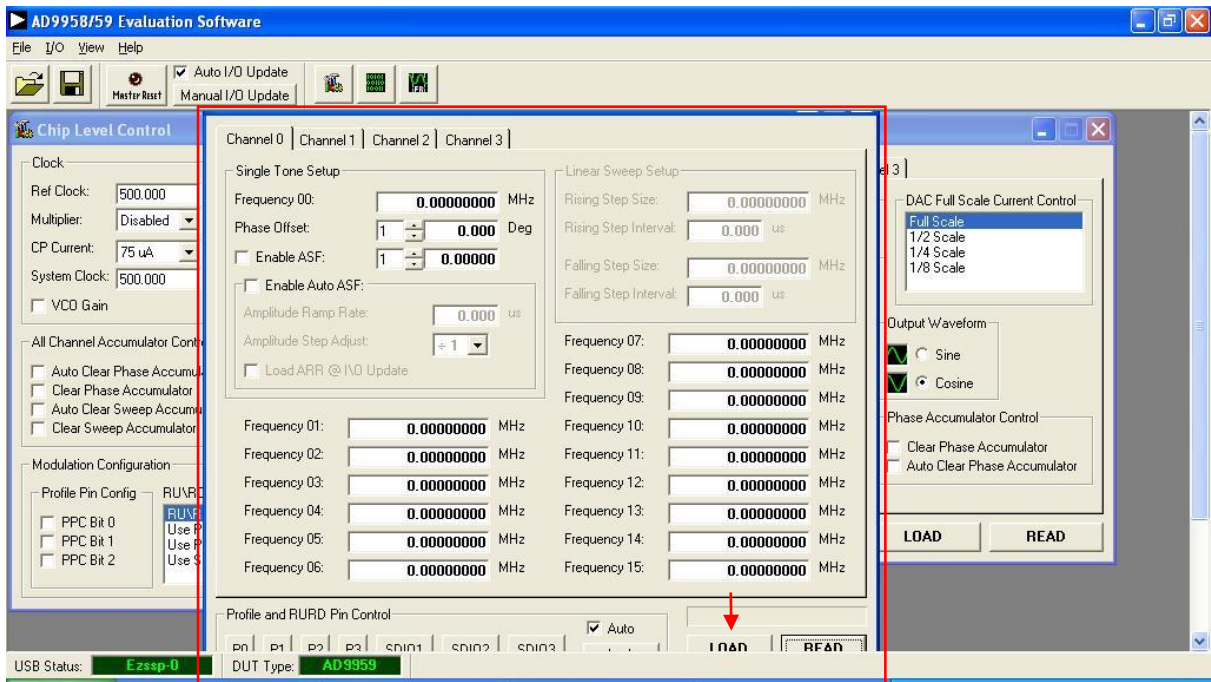 AD9958/59 Evaluation Software
File I/O View Help
Master Reset
Auto I/O Update
Manual I/O Update
Chip Level Control
Clock
Ref Clock: 500.000
Multiplier: Disabled
CP Current: 75 uA
System Clock: 500.000
VCO Gain
All Channel Accumulator
Auto Clear Phase
Clear Phase Accumulator
Auto Clear Sweep
Clear Sweep Accumulator
Modulation Configuration
Profile Pin Config
PPC Bit 0
PPC Bit 1
PPC Bit 2
Use
Use
Use
Channel 0 Channel 1 Channel 2 Channel 3
Single Tone Setup
Frequency 00: 0.00000000 MHz
Phase Offset: 1 0.000 Deg
Enable ASF: 1 0.00000
Enable Auto ASF:
Amplitude Ramp Rate: 0.000 us
Amplitude Step Adjust: ÷ 1
Load ARR @ I\O Update
Linear Sweep Setup
Rising Step Size: 0.00000000 MHz
Rising Step Interval: 0.000 us
Falling Step Size: 0.00000000 MHz
Falling Step Interval: 0.000 us
Frequency 01: 0.00000000 MHz
Frequency 02: 0.00000000 MHz
Frequency 03: 0.00000000 MHz
Frequency 04: 0.00000000 MHz
Frequency 05: 0.00000000 MHz
Frequency 06: 0.00000000 MHz
Frequency 07: 0.00000000 MHz
Frequency 08: 0.00000000 MHz
Frequency 09: 0.00000000 MHz
Frequency 10: 0.00000000 MHz
Frequency 11: 0.00000000 MHz
Frequency 12: 0.00000000 MHz
Frequency 13: 0.00000000 MHz
Frequency 14: 0.00000000 MHz
Frequency 15: 0.00000000 MHz
Profile and RURD Pin Control
Auto
P0 P1 P2 P3 SDIO1 SDIO2 SDIO3
LOAD READ
3
DAC Full Scale Current Control
Full Scale
1/2 Scale
1/4 Scale
1/8 Scale
Output Waveform
Sine
Cosine
Phase Accumulator Control
Clear Phase Accumulator
Auto Clear Phase Accumulator
LOAD READ
USB Status: Ezssp-0 DUT Type: AD9959